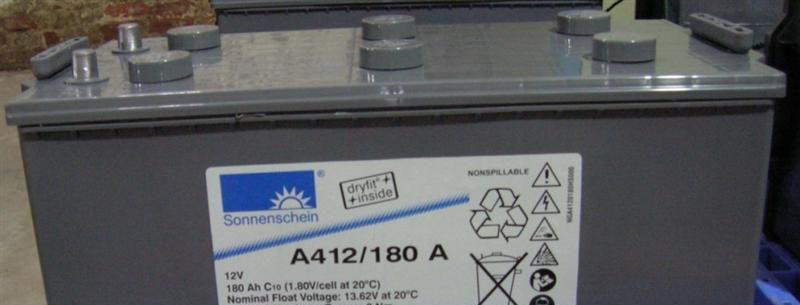 NONSPILLABLE
®
Sonnenschein
dryfit®
inside
NGA4120180HS0BA
A412/180 A
12V
180 Ah C10 (1.80V/cell at 20°C)
Nominal Float Voltage: 13.62V at 20°C